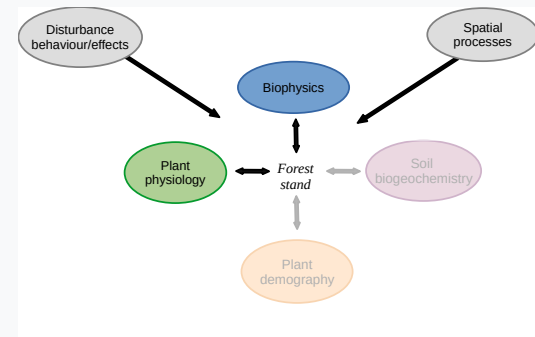 Disturbance
behaviour/effects
Spatial
processes
Biophysics
Plant
physiology
Forest
stand
Soil
biogeochemistry
Plant
demography